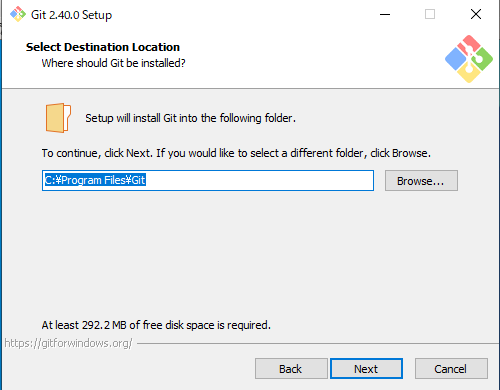 Git 2.40.0 Setup
Select Destination Location
Where should Git be installed?
Setup will install Git into the following folder.
To continue, click Next. If you would like to select a different folder, click Browse.
C:¥Program Files¥Git
Browse...
At least 292.2 MB of free disk space is required.
https://gitforwindows.org/
Back
Next
Cancel